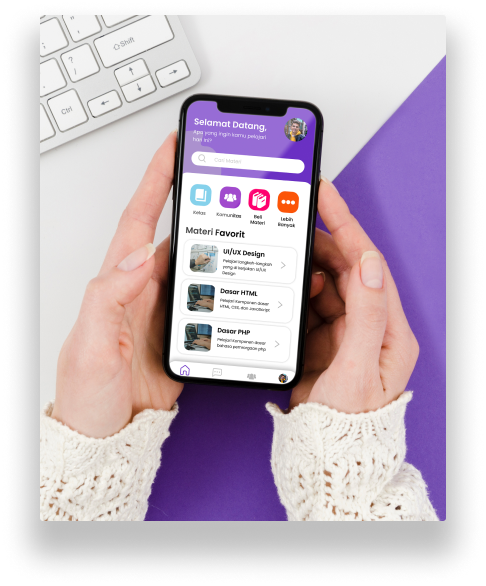 Shift
?
/
Ctrl
Selamat Datang,
Apa yang ingin kamu pelajari
hari ini?
Cari Materi
Kelas
Komunitas
Beli
Materi
Lebih
Banyak
Materi Favorit
UI/UX Design
Pelajari langkah-langkah
yang di kerjakan UI/UX
Design
Dasar HTML
Pelajari Komponen dasar
HTML, CSS, dan JavaScript
Dasar PHP
Pelajari Komponen dasar
bahasa pemrograan php